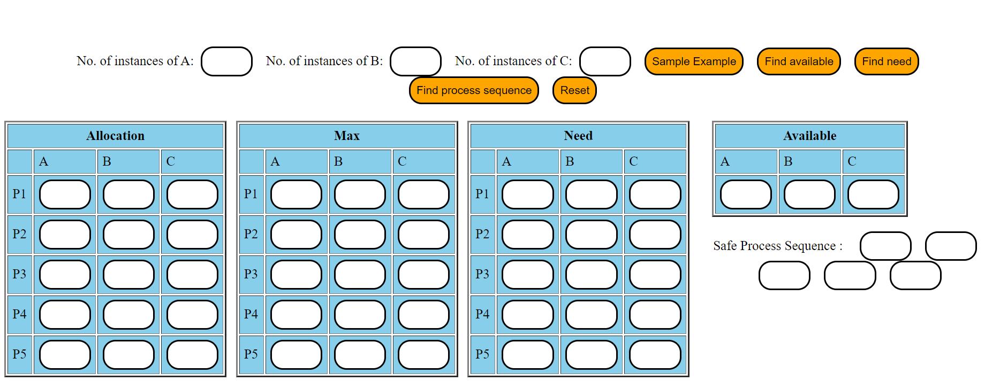 No. of instances of A: No. of instances of B: No. of instances of C: Sample Example Find available Find need
Find process sequence Reset
Allocation
A B C
P1
P2
P3
P4
P5
Max
A B C
P1
P2
P3
P4
P5
Need
A B C
P1
P2
P3
P4
P5
Available
A B C
Safe Process Sequence :